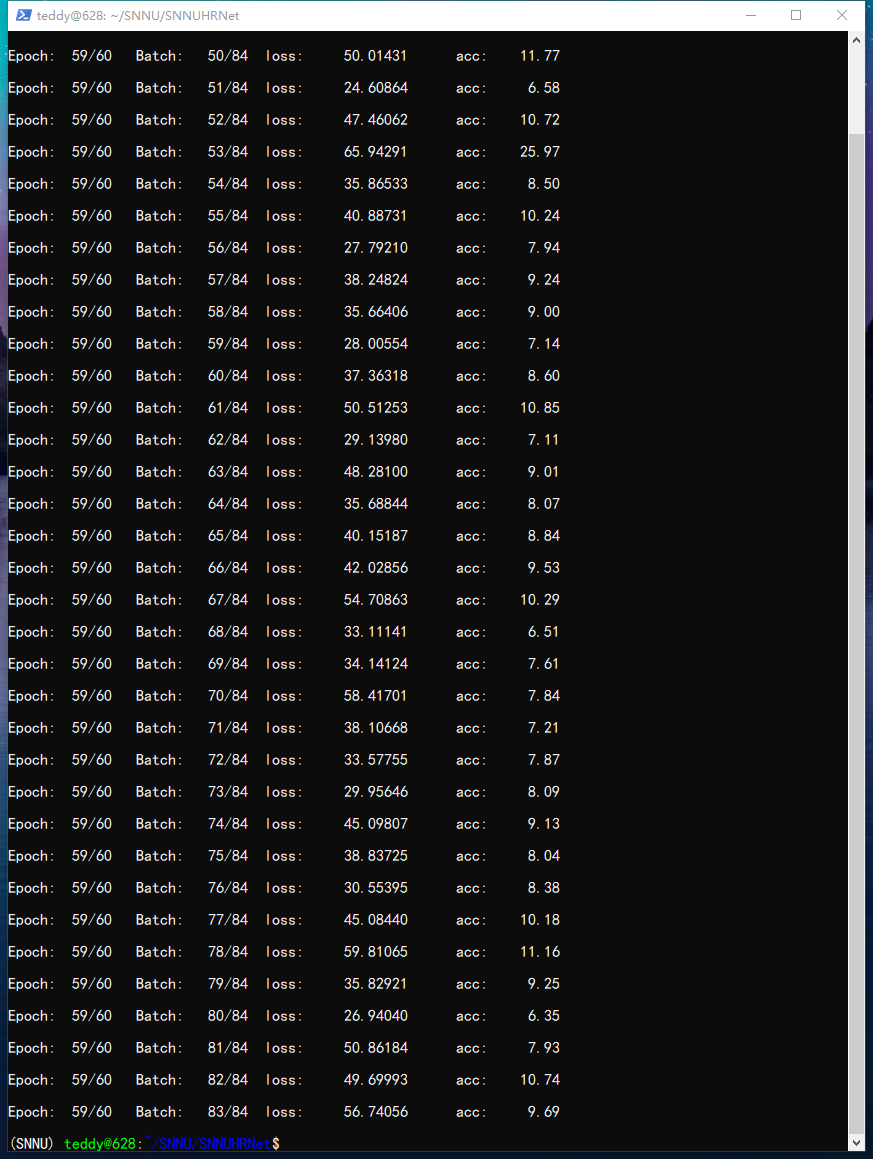 teddy@628: ~/SNNU/SNNUHRNet
Epoch: 59/60 Batch: 50/84 loss: 50.01431 acc: 11.77
Epoch: 59/60 Batch: 51/84 loss: 24.60864 acc: 6.58
Epoch: 59/60 Batch: 52/84 loss: 47.46062 acc: 10.72
Epoch: 59/60 Batch: 53/84 loss: 65.94291 acc: 25.97
Epoch: 59/60 Batch: 54/84 loss: 35.86533 acc: 8.50
Epoch: 59/60 Batch: 55/84 loss: 40.88731 acc: 10.24
Epoch: 59/60 Batch: 56/84 loss: 27.79210 acc: 7.94
Epoch: 59/60 Batch: 57/84 loss: 38.24824 acc: 9.24
Epoch: 59/60 Batch: 58/84 loss: 35.66406 acc: 9.00
Epoch: 59/60 Batch: 59/84 loss: 28.00554 acc: 7.14
Epoch: 59/60 Batch: 60/84 loss: 37.36318 acc: 8.60
Epoch: 59/60 Batch: 61/84 loss: 50.51253 acc: 10.85
Epoch: 59/60 Batch: 62/84 loss: 29.13980 acc: 7.11
Epoch: 59/60 Batch: 63/84 loss: 48.28100 acc: 9.01
Epoch: 59/60 Batch: 64/84 loss: 35.68844 acc: 8.07
Epoch: 59/60 Batch: 65/84 loss: 40.15187 acc: 8.84
Epoch: 59/60 Batch: 66/84 loss: 42.02856 acc: 9.53
Epoch: 59/60 Batch: 67/84 loss: 54.70863 acc: 10.29
Epoch: 59/60 Batch: 68/84 loss: 33.11141 acc: 6.51
Epoch: 59/60 Batch: 69/84 loss: 34.14124 acc: 7.61
Epoch: 59/60 Batch: 70/84 loss: 58.41701 acc: 7.84
Epoch: 59/60 Batch: 71/84 loss: 38.10668 acc: 7.21
Epoch: 59/60 Batch: 72/84 loss: 33.57755 acc: 7.87
Epoch: 59/60 Batch: 73/84 loss: 29.95646 acc: 8.09
Epoch: 59/60 Batch: 74/84 loss: 45.09807 acc: 9.13
Epoch: 59/60 Batch: 75/84 loss: 38.83725 acc: 8.04
Epoch: 59/60 Batch: 76/84 loss: 30.55395 acc: 8.38
Epoch: 59/60 Batch: 77/84 loss: 45.08440 acc: 10.18
Epoch: 59/60 Batch: 78/84 loss: 59.81065 acc: 11.16
Epoch: 59/60 Batch: 79/84 loss: 35.82921 acc: 9.25
Epoch: 59/60 Batch: 80/84 loss: 26.94040 acc: 6.35
Epoch: 59/60 Batch: 81/84 loss: 50.86184 acc: 7.93
Epoch: 59/60 Batch: 82/84 loss: 49.69993 acc: 10.74
Epoch: 59/60 Batch: 83/84 loss: 56.74056 acc: 9.69
(SNNU) teddy@628:~/SNNU/SNNUHRNet$